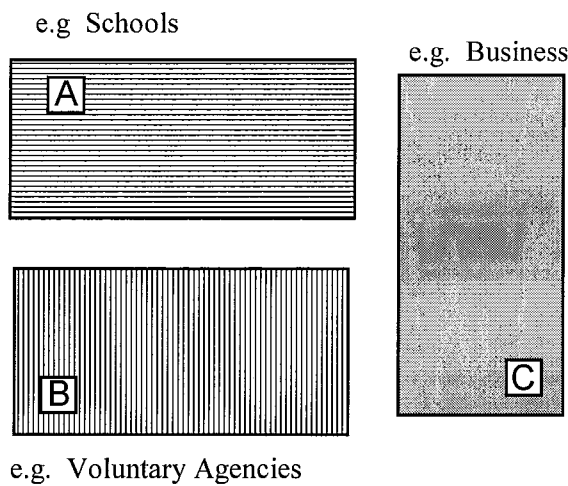 e.g Schools
e.g. Business
A
B
C
e.g. Voluntary Agencies